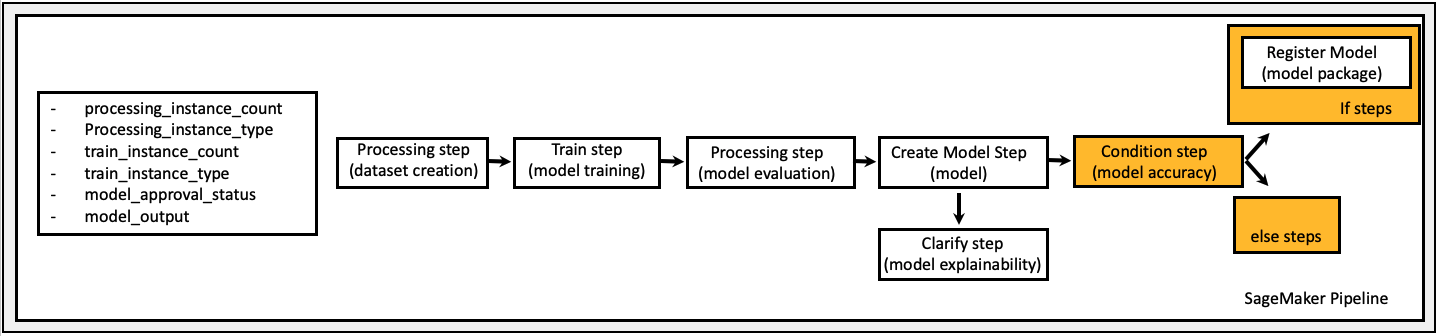 - processing_instance_count
- Processing_instance_type
- train_instance_count
- train_instance_type
- model_approval_status
- model_output
Processing step
(dataset creation)
Train step
(model training)
Processing step
(model evaluation)
Create Model Step
(model)
Clarify step
(model explainability)
Condition step
(model accuracy)
Register Model
(model package)
If steps
else steps
SageMaker Pipeline